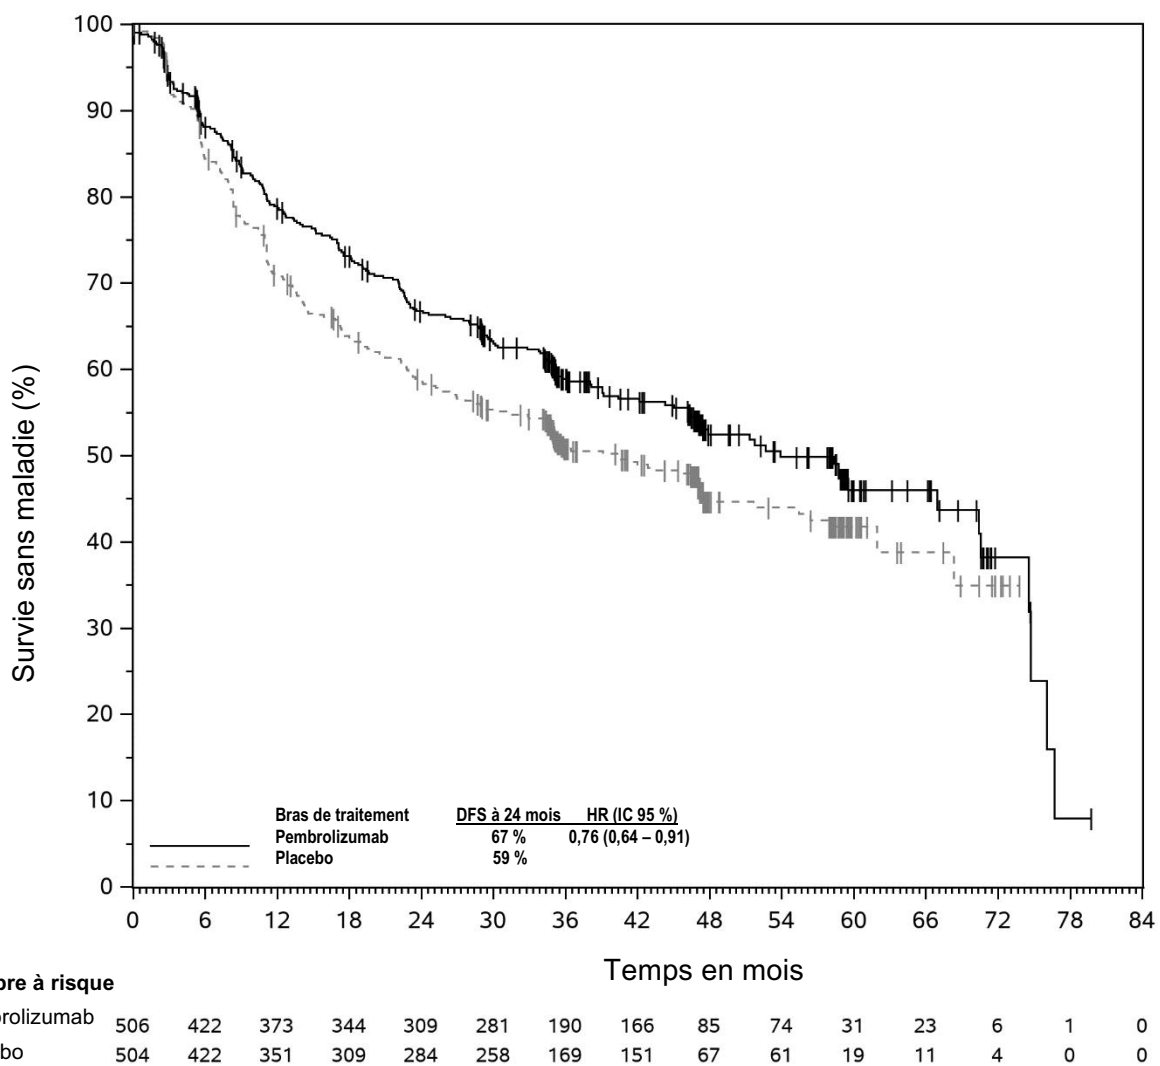 100
90
80
70
60
50
40
30
20
10
0
Survie sans maladie (%)
Bras de traitement DFS à 24 mois HR (IC 95 %)
Pembrolizumab 67 % 0,76 (0,64 – 0,91)
Placebo 59 %
0 6 12 18 24 30 36 42 48 54 60 66 72 78 84
Temps en mois
bre à risque
rolizumab 506 422 373 344 309 281 190 166 85 74 31 23 6 1 0
bo 504 422 351 309 284 258 169 151 67 61 19 11 4 0 0